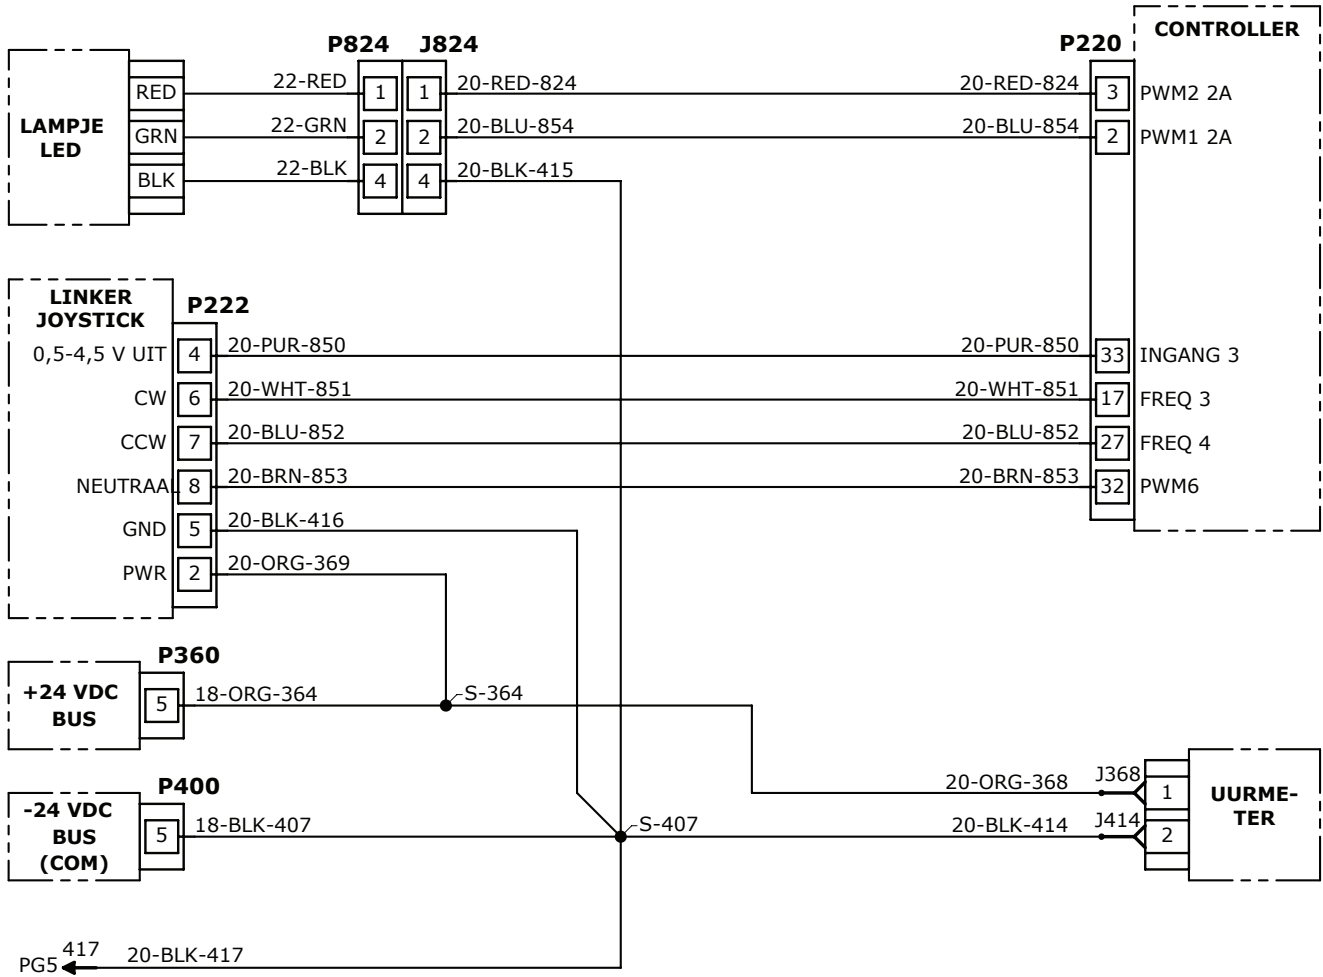 CONTROLLER
P824
J824
P220
LAMPJE
LED
RED
22-RED
1
1
20-RED-824
20-RED-824
3
PWM2 2A
GRN
22-GRN
2
2
20-BLU-854
20-BLU-854
2
PWM1 2A
BLK
22-BLK
4
4
20-BLK-415
LINKER
JOYSTICK
P222
0,5-4,5 V UIT
4
20-PUR-850
20-PUR-850
33
INGANG 3
CW
6
20-WHT-851
20-WHT-851
17
FREQ 3
CCW
7
20-BLU-852
20-BLU-852
27
FREQ 4
NEUTRAAL
8
20-BRN-853
20-BRN-853
32
PWM6
GND
5
20-BLK-416
PWR
2
20-ORG-369
P360
+24 VDC
BUS
5
18-ORG-364
S-364
P400
-24 VDC
BUS
(COM)
5
18-BLK-407
S-407
20-ORG-368
J368
1
20-BLK-414
J414
2
UURME-
TER
PG5
417
20-BLK-417